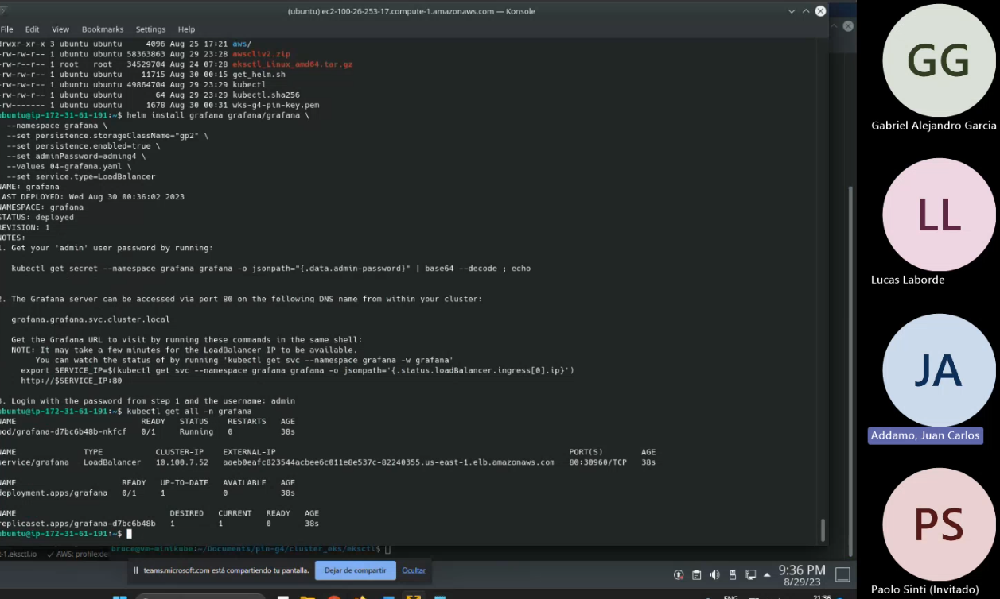 (ubuntu) ec2-100-26-253-17.compute-1.amazonaws.com — Konsole
File Edit View Bookmarks Settings Help
drwxr-xr-x 3 ubuntu ubuntu 4096 Aug 25 17:21 aws/
-rw-rw-r-- 1 ubuntu ubuntu 58363863 Aug 29 23:28 awscliv2.zip
-rw-r--r-- 1 root root 34529704 Aug 24 07:28 eksctl_Linux_amd64.tar.gz
-rw-rw-r-- 1 ubuntu ubuntu 11715 Aug 30 00:15 get_helm.sh
-rw-rw-r-- 1 ubuntu ubuntu 49864704 Aug 29 23:29 kubectl
-rw-rw-r-- 1 ubuntu ubuntu 64 Aug 29 23:29 kubectl.sha256
-rw------- 1 ubuntu ubuntu 1678 Aug 30 00:31 wks-g4-pin-key.pem
ubuntu@ip-172-31-61-191:~$ helm install grafana grafana/grafana \
--namespace grafana \
--set persistence.storageClassName="gp2" \
--set persistence.enabled=true \
--set adminPassword=adming4 \
--values 04-grafana.yaml \
--set service.type=LoadBalancer
NAME: grafana
LAST DEPLOYED: Wed Aug 30 00:36:02 2023
NAMESPACE: grafana
STATUS: deployed
REVISION: 1
NOTES:
1. Get your 'admin' user password by running:
kubectl get secret --namespace grafana grafana -o jsonpath="{.data.admin-password}" | base64 --decode ; echo
2. The Grafana server can be accessed via port 80 on the following DNS name from within your cluster:
grafana.grafana.svc.cluster.local
Get the Grafana URL to visit by running these commands in the same shell:
NOTE: It may take a few minutes for the LoadBalancer IP to be available.
You can watch the status of by running 'kubectl get svc --namespace grafana -w grafana'
export SERVICE_IP=$(kubectl get svc --namespace grafana grafana -o jsonpath='{.status.loadBalancer.ingress[0].ip}')
http://$SERVICE_IP:80
3. Login with the password from step 1 and the username: admin
ubuntu@ip-172-31-61-191:~$ kubectl get all -n grafana
NAME READY STATUS RESTARTS AGE
pod/grafana-d7bc6b48b-nkfcf 0/1 Running 0 38s
NAME TYPE CLUSTER-IP EXTERNAL-IP PORT(S) AGE
service/grafana LoadBalancer 10.100.7.52 aaeb0eafc823544acbee6c011e8e537c-82240355.us-east-1.elb.amazonaws.com 80:30960/TCP 38s
NAME READY UP-TO-DATE AVAILABLE AGE
deployment.apps/grafana 0/1 1 0 38s
NAME DESIRED CURRENT READY AGE
replicaset.apps/grafana-d7bc6b48b 1 1 0 38s
ubuntu@ip-172-31-61-191:~$
-1.eksctl.io ✓ AWS: profile:de bruce@vm-minikube:~/Documents/pin-g4/cluster_eks/eksctl$
teams.microsoft.com está compartiendo tu pantalla. Dejar de compartir Ocultar
9:36 PM
8/29/23
ENG 21:36
GG
Gabriel Alejandro Garcia
LL
Lucas Laborde
JA
Addamo, Juan Carlos
PS
Paolo Sinti (Invitado)